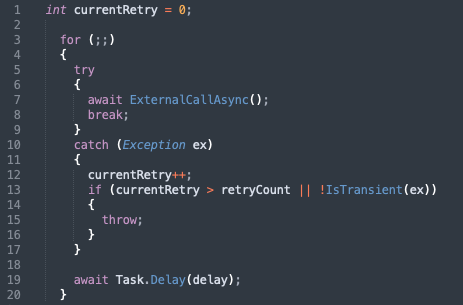 1 int currentRetry = 0;
2
3 for (;;)
4 {
5 try
6 {
7 await ExternalCallAsync();
8 break;
9 }
10 catch (Exception ex)
11 {
12 currentRetry++;
13 if (currentRetry > retryCount || !IsTransient(ex))
14 {
15 throw;
16 }
17 }
18
19 await Task.Delay(delay);
20 }